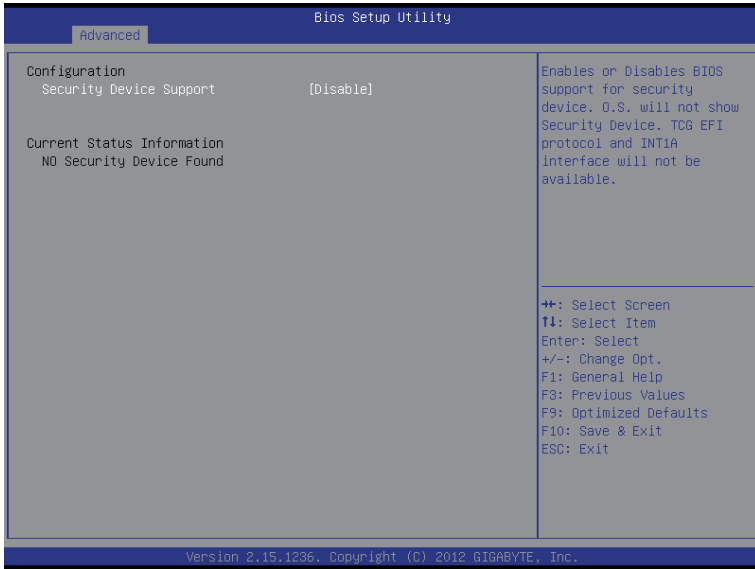 Bios Setup Utility
Advanced
Configuration
Security Device Support [Disable]
Current Status Information
NO Security Device Found
Enables or Disables BIOS
support for security
device. O.S. will not show
Security Device. TCG EFI
protocol and INT1A
interface will not be
available.
→←: Select Screen
↑↓: Select Item
Enter: Select
+/-: Change Opt.
F1: General Help
F3: Previous Values
F9: Optimized Defaults
F10: Save & Exit
ESC: Exit
Version 2.15.1236. Copyright (C) 2012 GIGABYTE, Inc.